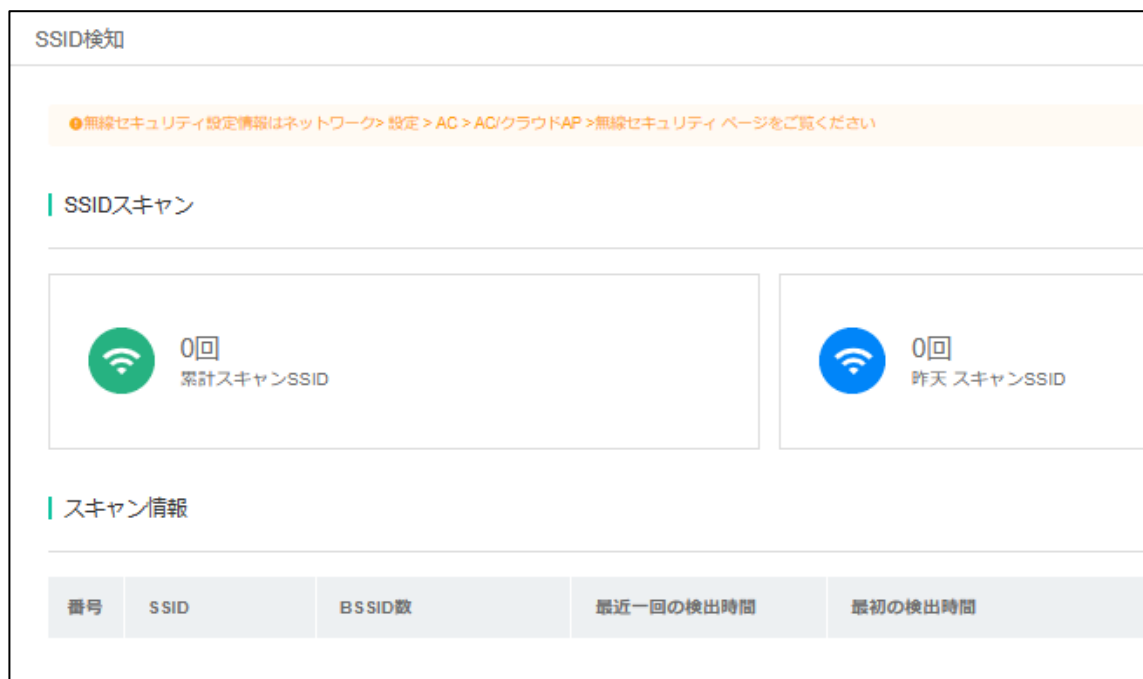 SSID検知
無線セキュリティ設定情報はネットワーク> 設定 > AC > AC/クラウドAP >無線セキュリティ ページをご覧ください
SSIDスキャン
0回
累計スキャンSSID
0回
昨天 スキャンSSID
スキャン情報
番号 SSID BSSID数 最近一回の検出時間 最初の検出時間